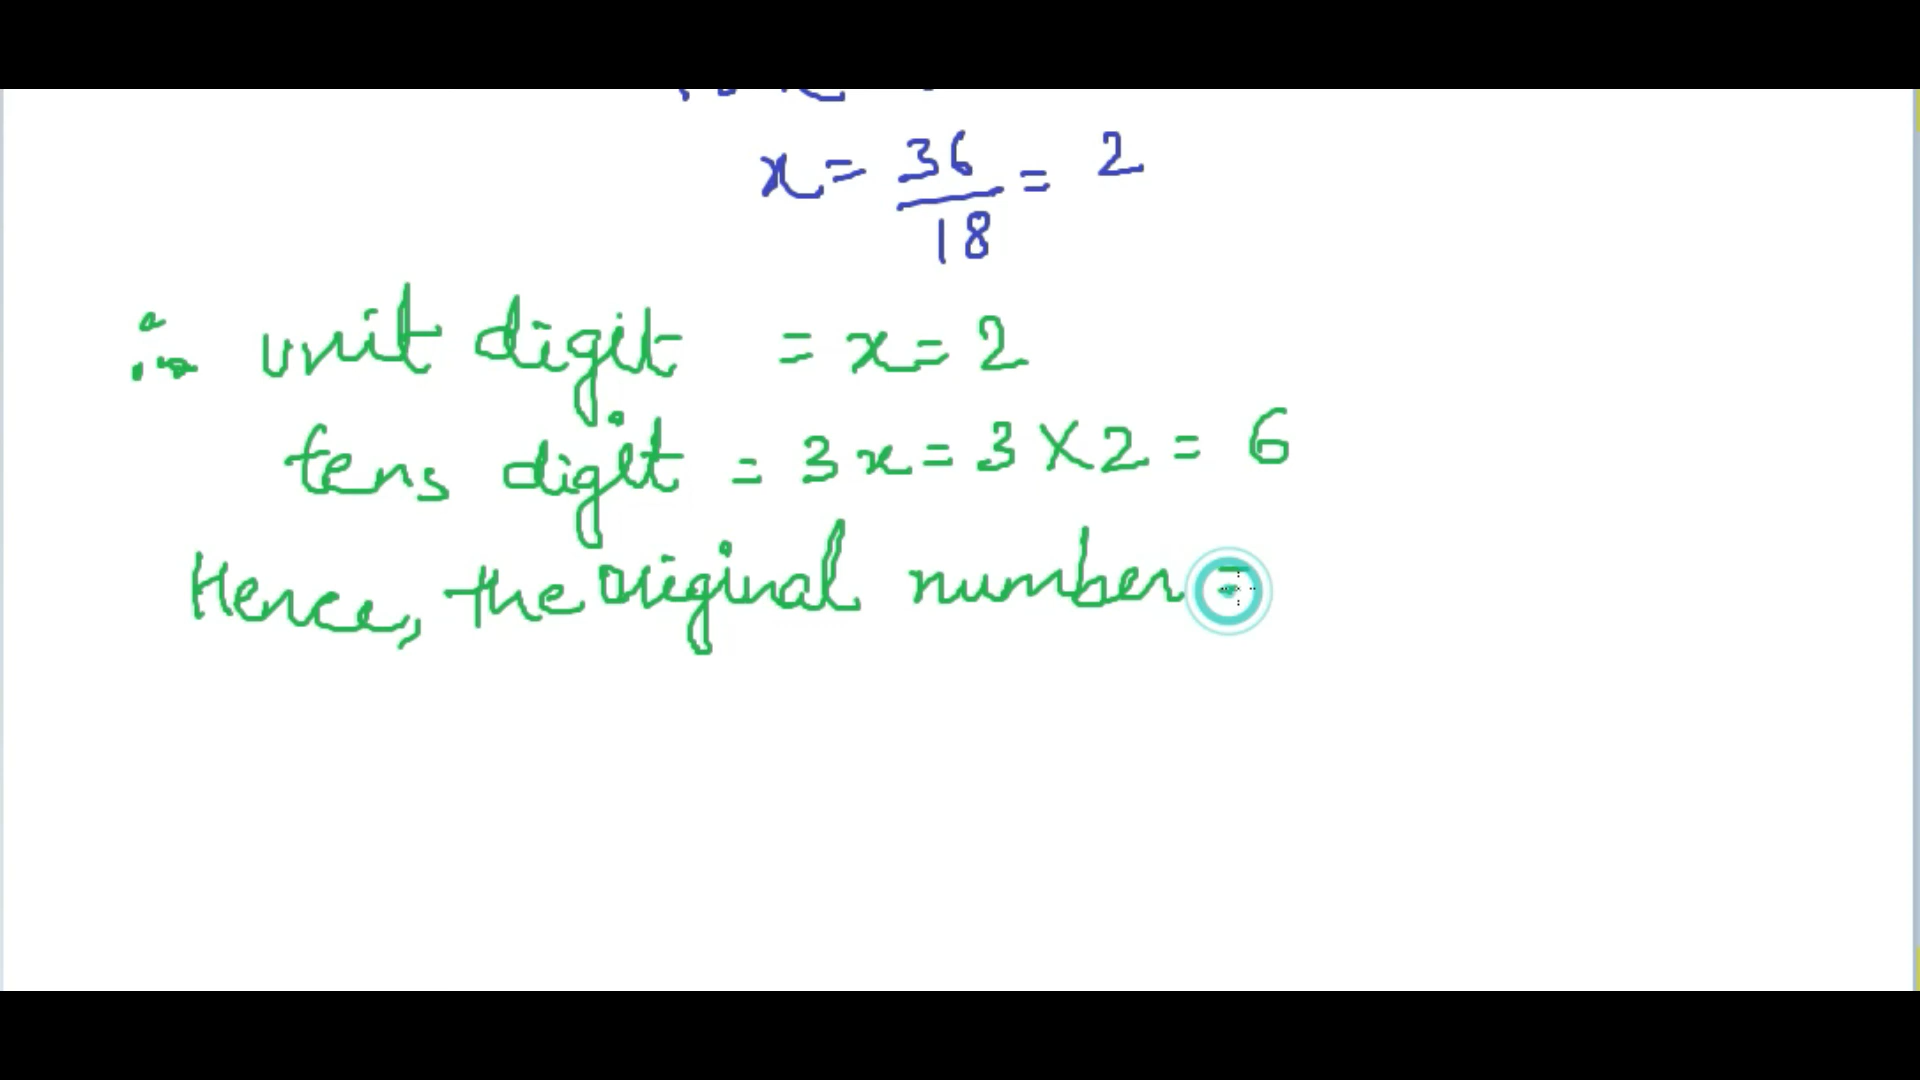 x = 36/18 = 2
∴ unit digit = x = 2
tens digit = 3x = 3 × 2 = 6
Hence, the original number =